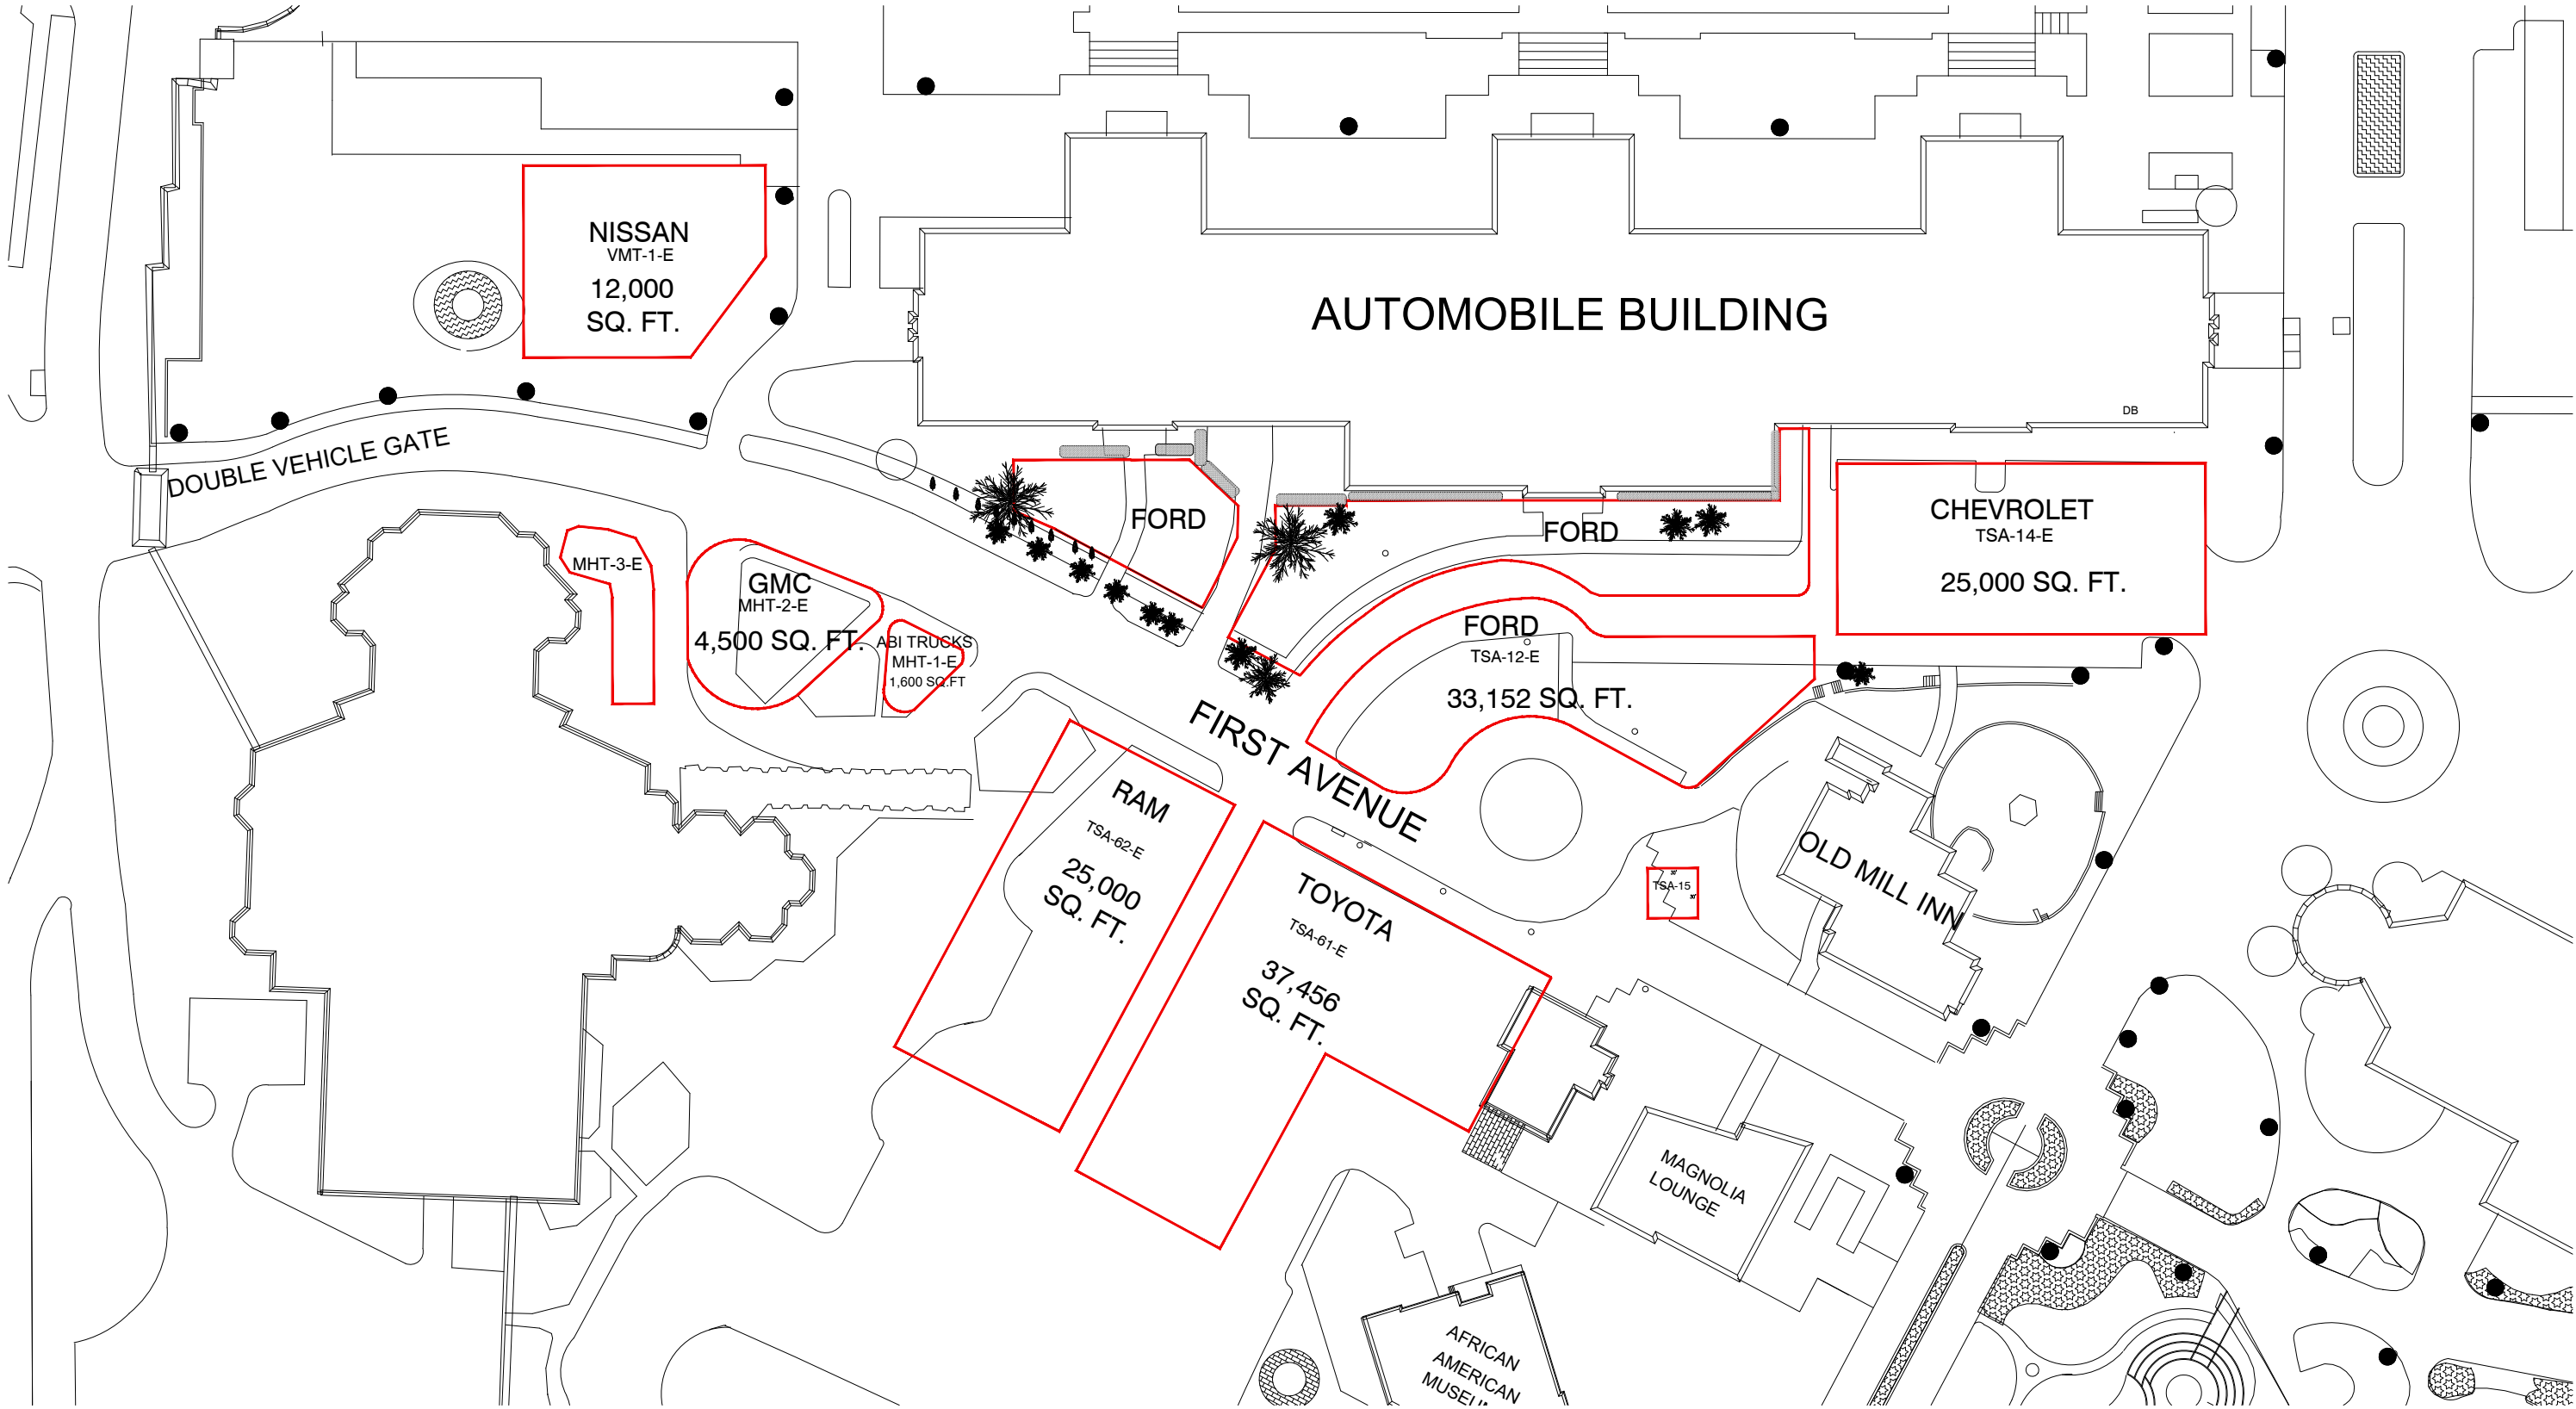 NISSAN
VMT-1-E
12,000
SQ. FT.
AUTOMOBILE BUILDING
DB
DOUBLE VEHICLE GATE
FORD
FORD
CHEVROLET
TSA-14-E
25,000 SQ. FT.
MHT-3-E
GMC
MHT-2-E
4,500 SQ. FT.
ABI TRUCKS
MHT-1-E
1,600 SQ.FT
FORD
TSA-12-E
33,152 SQ. FT.
FIRST AVENUE
RAM
TSA-62-E
25,000
SQ. FT.
TOYOTA
TSA-61-E
37,456
SQ. FT.
30'
TSA-15
30'
OLD MILL INN
MAGNOLIA
LOUNGE
AFRICAN
AMERICAN
MUSEUM